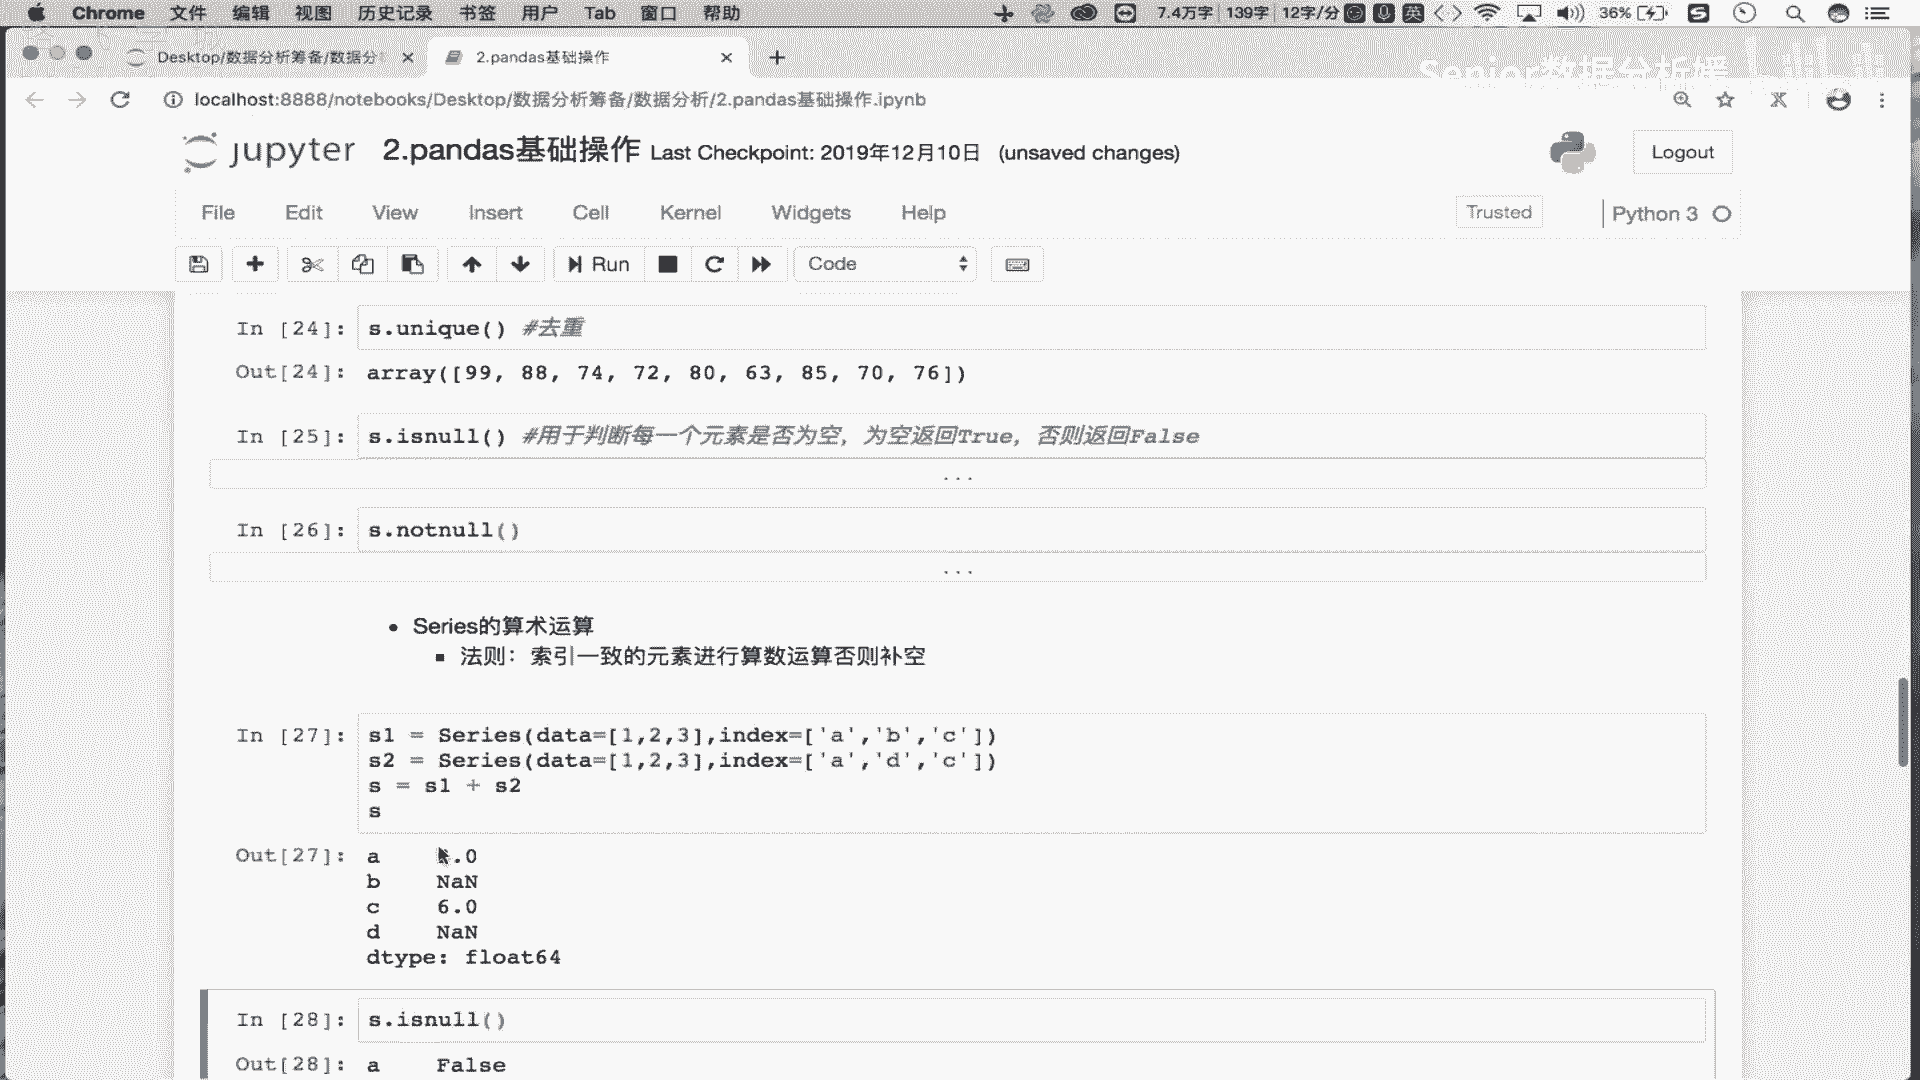 Chrome 文件 编辑 视图 历史记录 书签 用户 Tab 窗口 帮助 7.4万字 139字 12字/分 英 36%
Desktop/数据分析筹备/数据分 2.pandas基础操作
Senior数据分析
localhost:8888/notebooks/Desktop/数据分析筹备/数据分析/2.pandas基础操作.ipynb
jupyter 2.pandas基础操作 Last Checkpoint: 2019年12月10日 (unsaved changes) Logout
File Edit View Insert Cell Kernel Widgets Help Trusted Python 3
Run Code
In [24]: s.unique() #去重
Out[24]: array([99, 88, 74, 72, 80, 63, 85, 70, 76])
In [25]: s.isnull() #用于判断每一个元素是否为空，为空返回True，否则返回False
...
In [26]: s.notnull()
...
Series的算术运算
法则：索引一致的元素进行算数运算否则补空
In [27]: s1 = Series(data=[1,2,3],index=['a','b','c'])
s2 = Series(data=[1,2,3],index=['a','d','c'])
s = s1 + s2
s
Out[27]: a .0
b NaN
c 6.0
d NaN
dtype: float64
In [28]: s.isnull()
Out[28]: a False